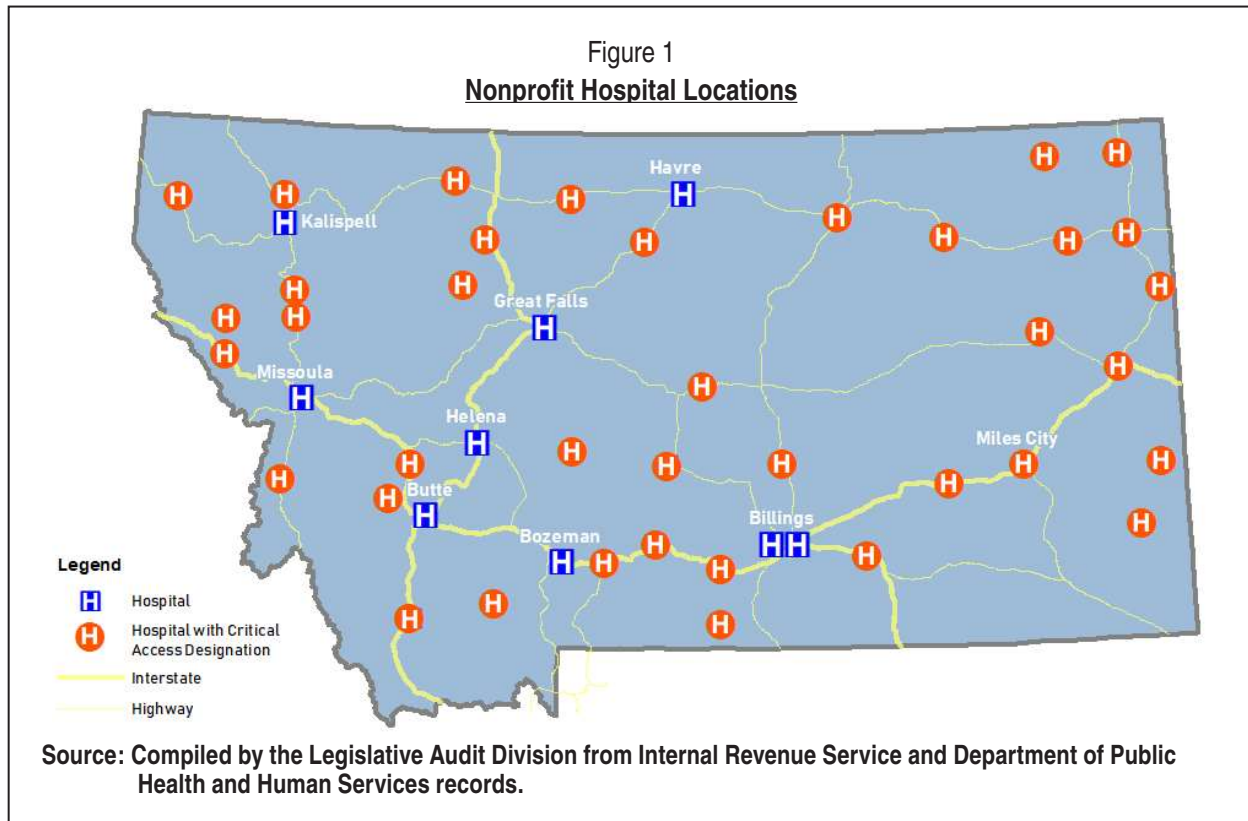 Figure 1
Nonprofit Hospital Locations
H
H
Havre
H
H
H
H
H
H
H
Kalispell
H
H
H
H
H
H
H
H
H
H
H
Great Falls
H
H
H
H
H
H
Missoula
H
H
H
Helena
H
Miles City
H
H
H
H
H
H
H
H
H
Butte
H
H
H
Billings
H
H
Bozeman
H
H
H
H
H
H
H
H
Legend
H Hospital
H Hospital with Critical
Access Designation
Interstate
Highway
Source: Compiled by the Legislative Audit Division from Internal Revenue Service and Department of Public
Health and Human Services records.